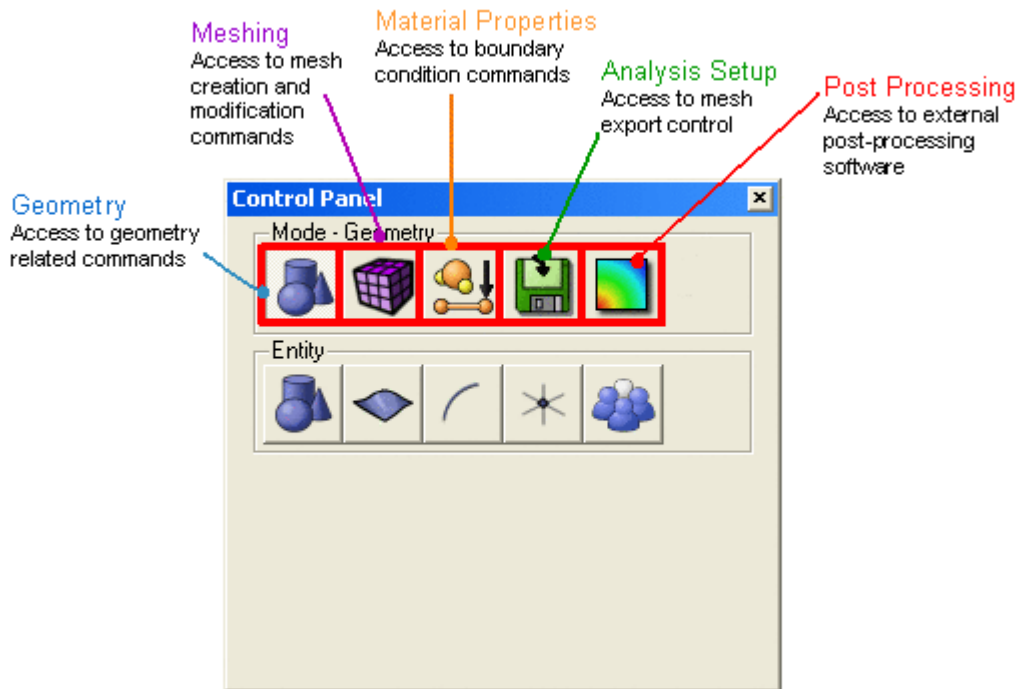 Meshing
Access to mesh
creation and
modification
commands
Material Properties
Access to boundary
condition commands
Analysis Setup
Access to mesh
export control
Post Processing
Access to external
post-processing
software
Geometry
Access to geometry
related commands
Control Panel
Mode - Geometry
Entity